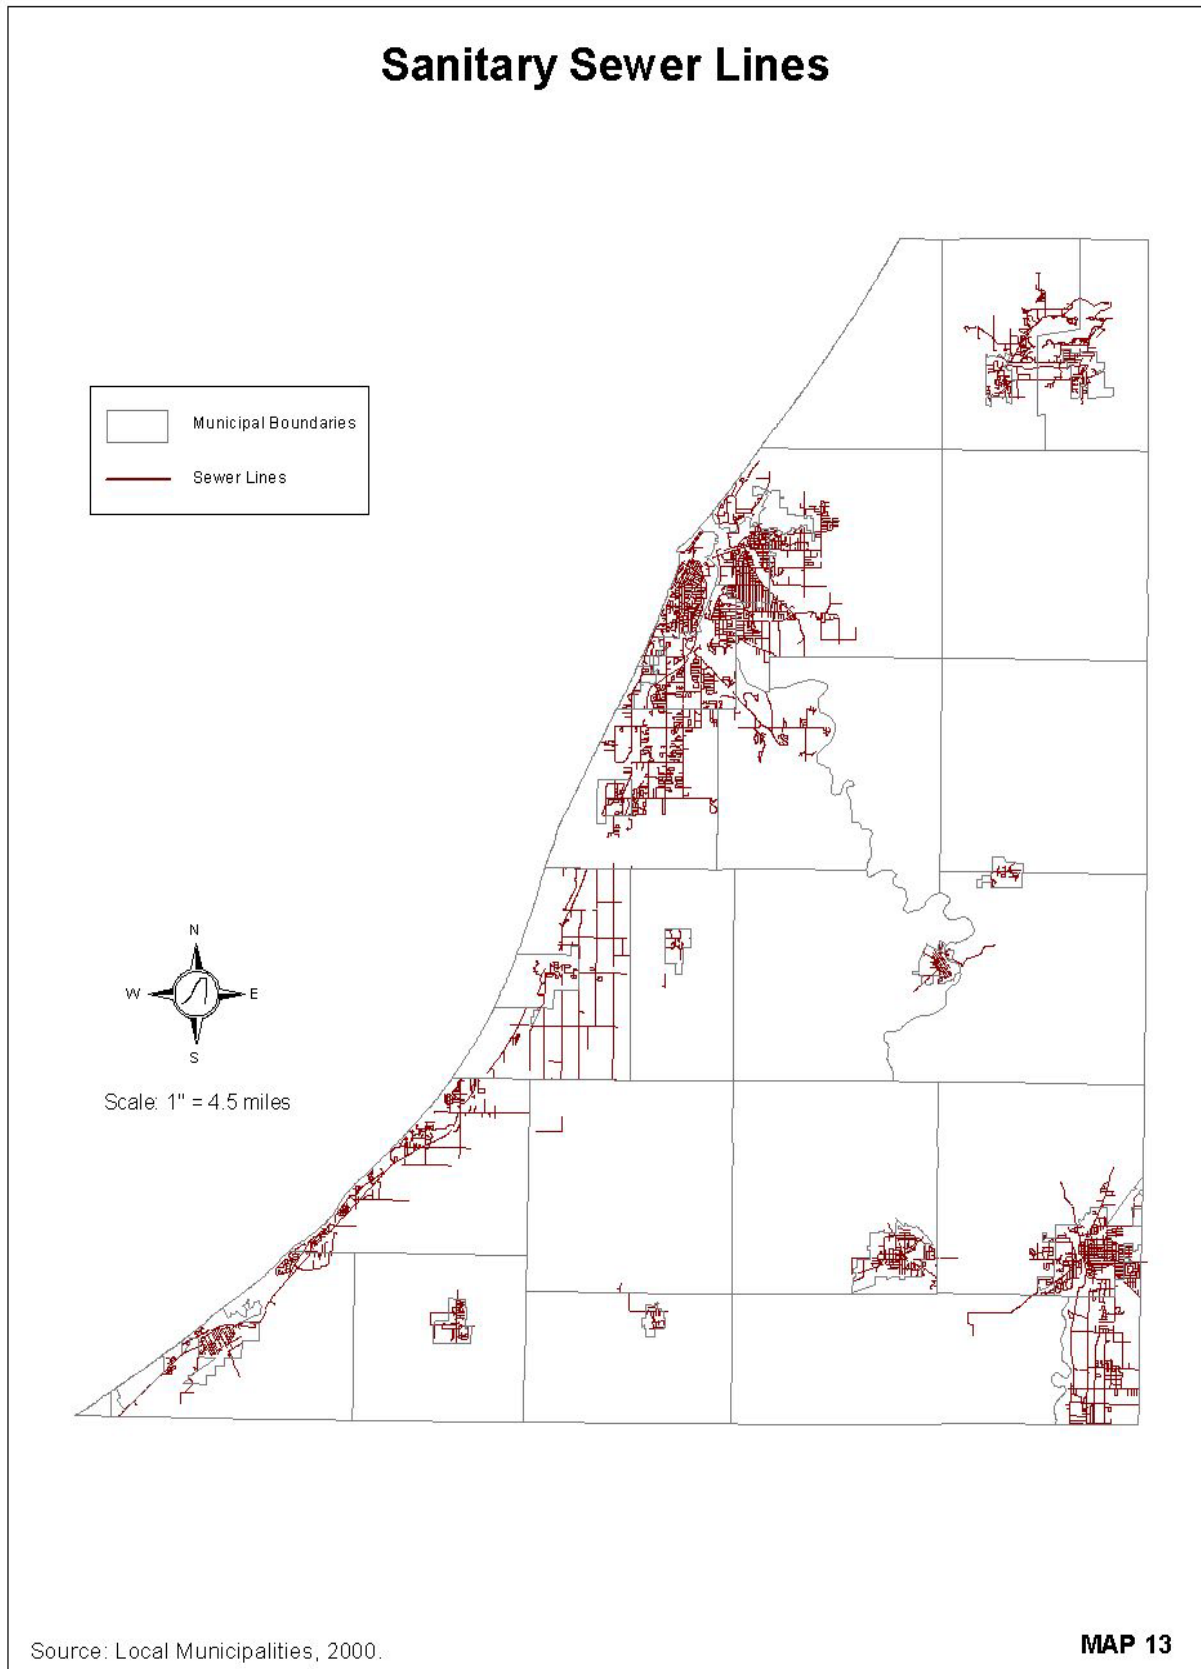 Sanitary Sewer Lines
Municipal Boundaries
Sewer Lines
N
W
E
S
Scale: 1" = 4.5 miles
Source: Local Municipalities, 2000.
MAP 13